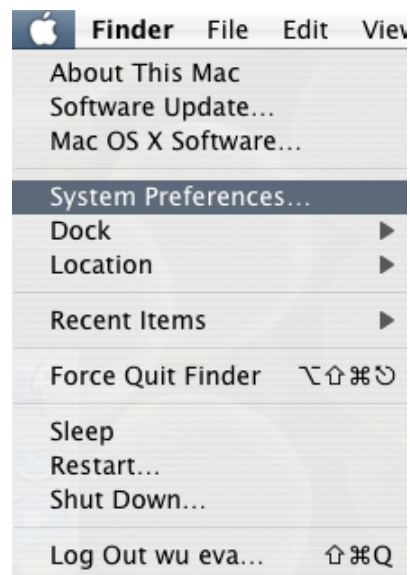 Finder File Edit View
About This Mac
Software Update...
Mac OS X Software...
System Preferences...
Dock
Location
Recent Items
Force Quit Finder ⌥⇧⌘⎋
Sleep
Restart...
Shut Down...
Log Out wu eva... ⇧⌘Q